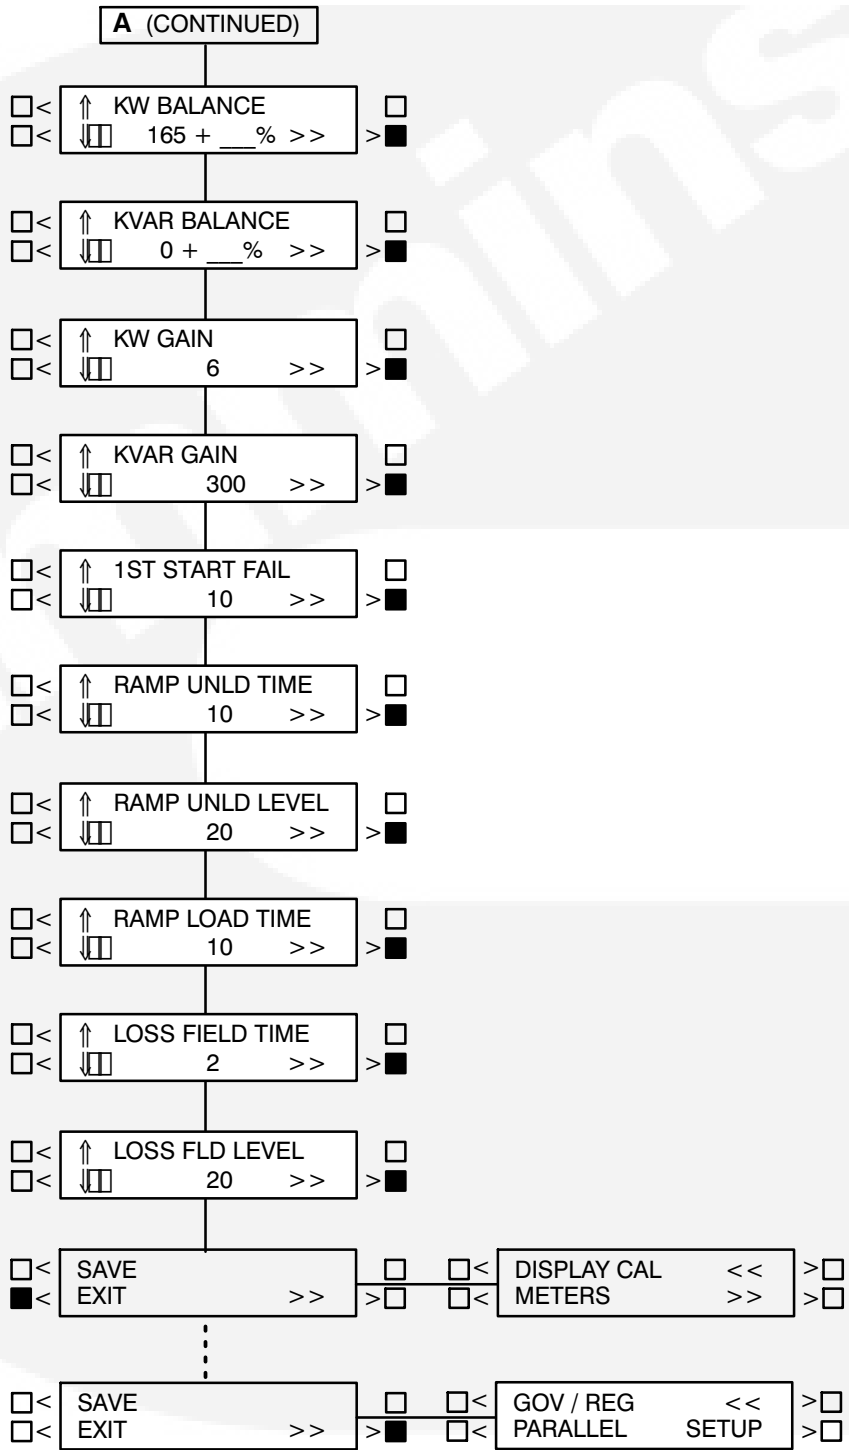 A (CONTINUED)
< ⇑ KW BALANCE
< ⇓ 165 + ___% >> >
< ⇑ KVAR BALANCE
< ⇓ 0 + ___% >> >
< ⇑ KW GAIN
< ⇓ 6 >> >
< ⇑ KVAR GAIN
< ⇓ 300 >> >
< ⇑ 1ST START FAIL
< ⇓ 10 >> >
< ⇑ RAMP UNLD TIME
< ⇓ 10 >> >
< ⇑ RAMP UNLD LEVEL
< ⇓ 20 >> >
< ⇑ RAMP LOAD TIME
< ⇓ 10 >> >
< ⇑ LOSS FIELD TIME
< ⇓ 2 >> >
< ⇑ LOSS FLD LEVEL
< ⇓ 20 >> >
< SAVE
< EXIT >> >
< DISPLAY CAL << >
< METERS >> >
< SAVE
< EXIT >> >
< GOV / REG << >
< PARALLEL SETUP >